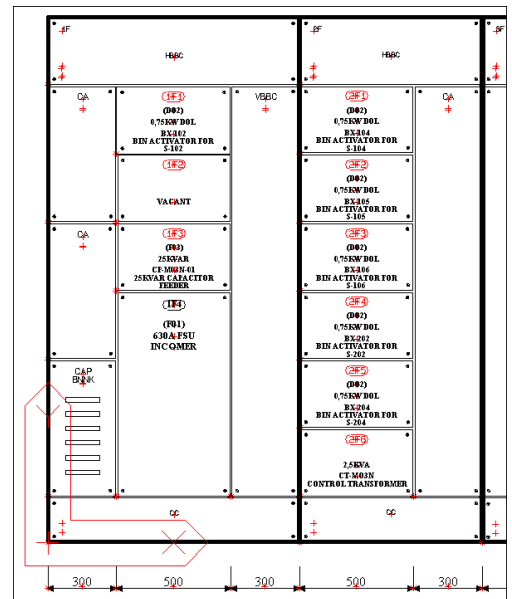 1F
HBBC
2F
HBBC
3F
CA
(1F1)
(D02)
0,75KW DOL
BX-102
BIN ACTIVATOR FOR
S-102
VBBC
(2F1)
(D02)
0,75KW DOL
BX-104
BIN ACTIVATOR FOR
S-104
CA
(1F2)
VACANT
(2F2)
(D02)
0,75KW DOL
BX-105
BIN ACTIVATOR FOR
S-105
CA
(1F3)
(F03)
25KVAR
CF-M03N-01
25KVAR CAPACITOR
FEEDER
(2F3)
(D02)
0,75KW DOL
BX-106
BIN ACTIVATOR FOR
S-106
(1F4)
(F01)
630A FSU
INCOMER
(2F4)
(D02)
0,75KW DOL
BX-202
BIN ACTIVATOR FOR
S-202
CAP
BNNK
(2F5)
(D02)
0,75KW DOL
BX-204
BIN ACTIVATOR FOR
S-204
(2F6)
2,5KVA
CT-M03N
CONTROL TRANSFORMER
CC
CC
300
500
300
500
300